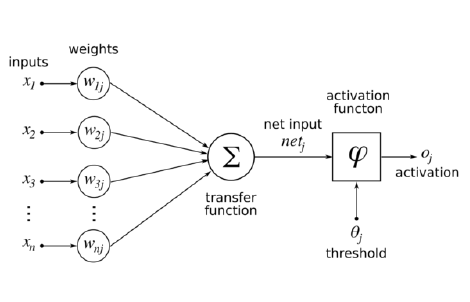 weights
inputs
x1
w1j
x2
w2j
x3
w3j
⋮
⋮
xn
wnj
Σ
transfer
function
net input
netj
activation
functon
φ
oj
activation
θj
threshold